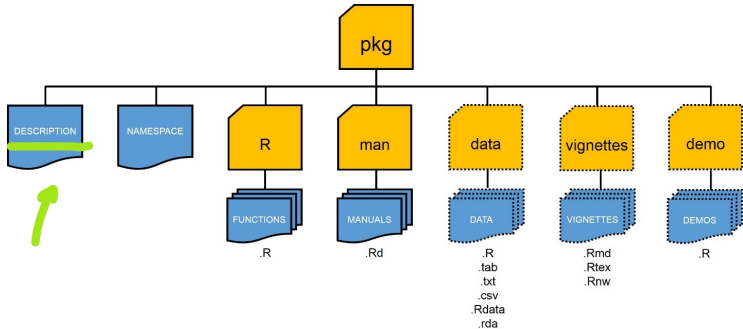 pkg
DESCRIPTION
NAMESPACE
R
man
data
vignettes
demo
FUNCTIONS
MANUALS
DATA
VIGNETTES
DEMOS
.R
.Rd
.R
.tab
.txt
.csv
.Rdata
.rda
.Rmd
.Rtex
.Rnw
.R